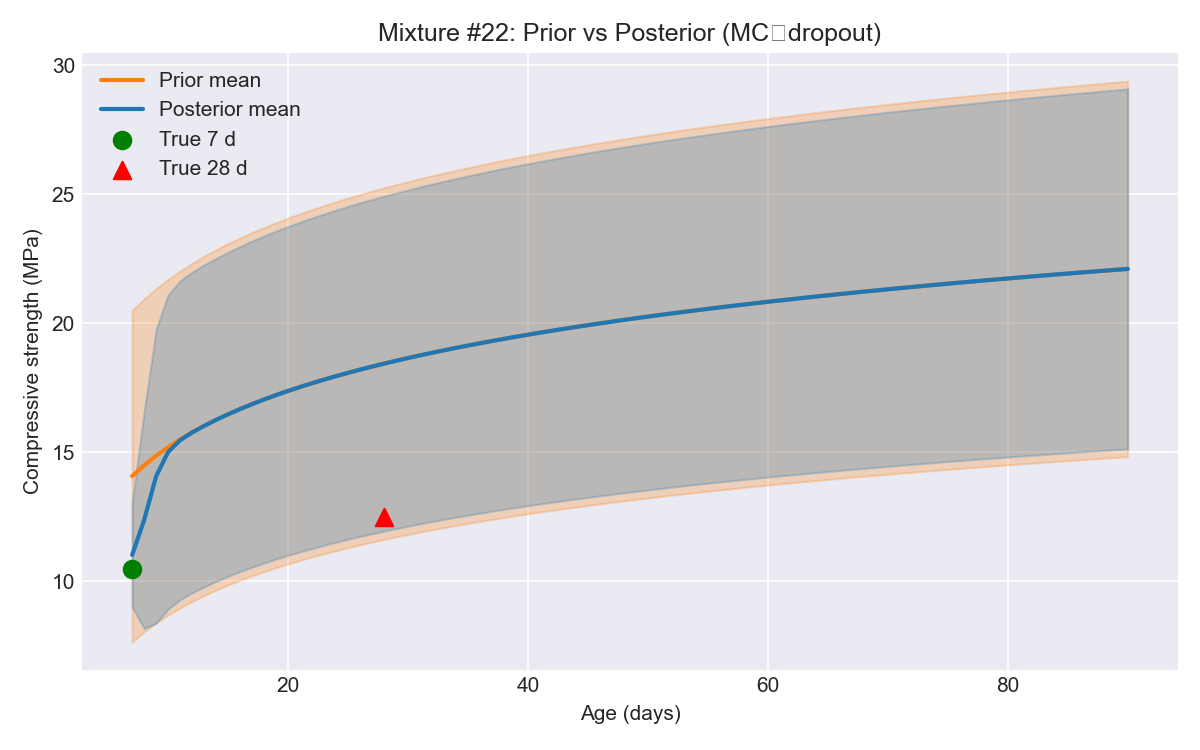 Mixture #22: Prior vs Posterior (MC□dropout)
Prior mean
Posterior mean
True 7 d
True 28 d
30
25
20
15
10
Compressive strength (MPa)
20
40
60
80
Age (days)